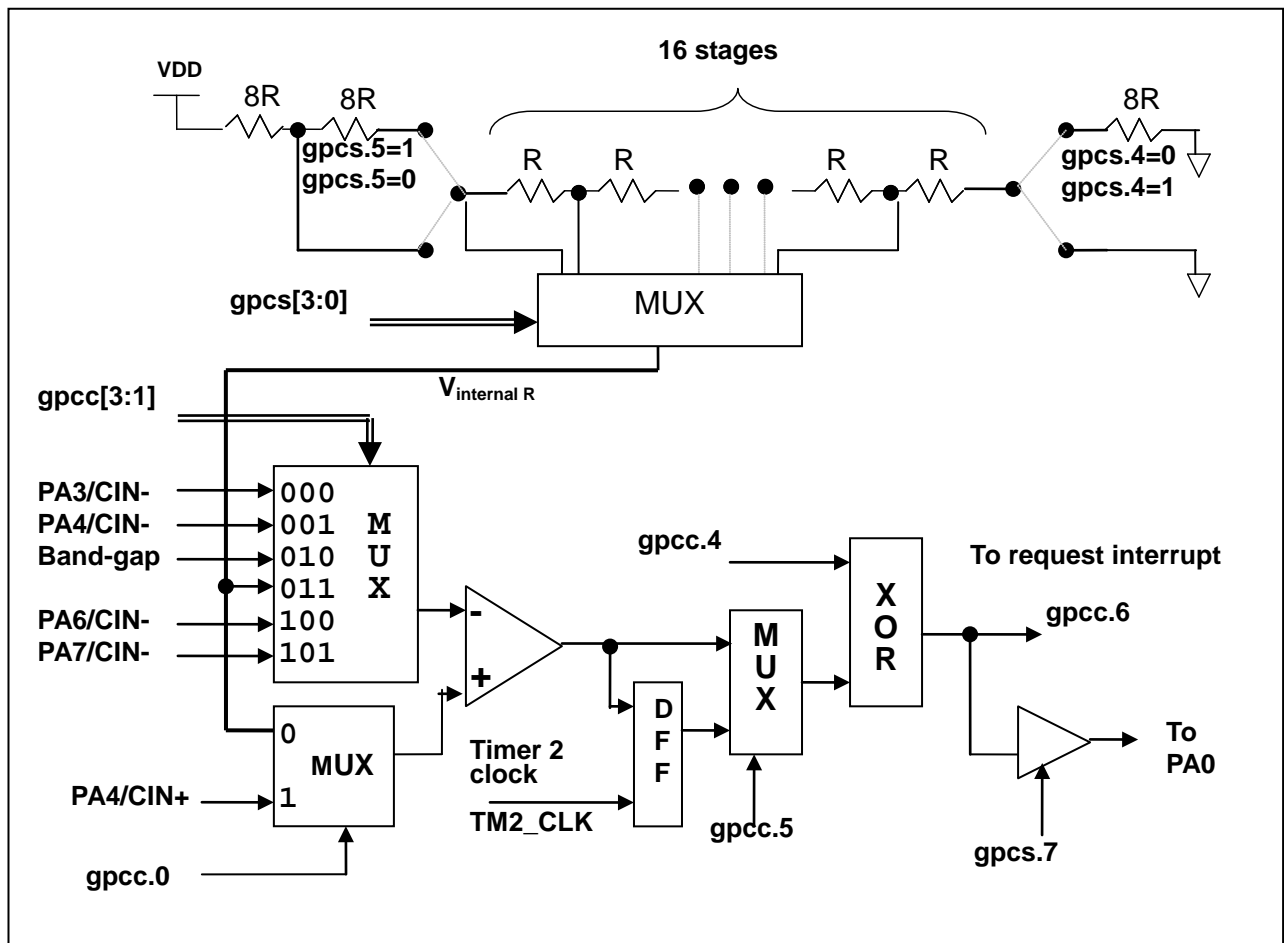 16 stages
VDD
8R
8R
8R
gpcs.5=1
gpcs.5=0
R
R
R
R
gpcs.4=0
gpcs.4=1
gpcs[3:0]
MUX
Vinternal R
gpcc[3:1]
PA3/CIN-
000
PA4/CIN-
001
Band-gap
010
011
PA6/CIN-
100
PA7/CIN-
101
M
U
X
-
+
gpcc.4
XOR
To request interrupt
gpcc.6
MUX
DFF
0
MUX
1
PA4/CIN+
gpcc.0
Timer 2
clock
TM2_CLK
gpcc.5
To
PA0
gpcs.7